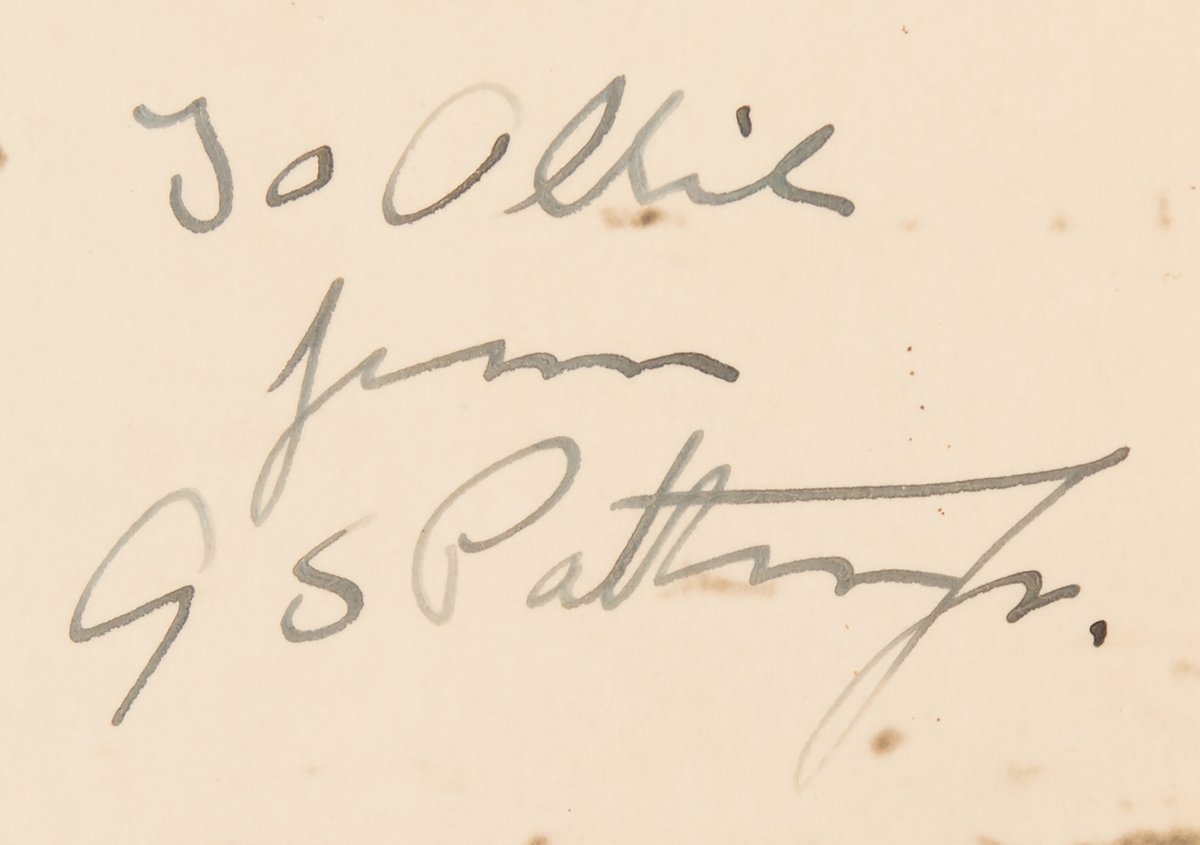 To Ollie
from
G S Patton Jr.